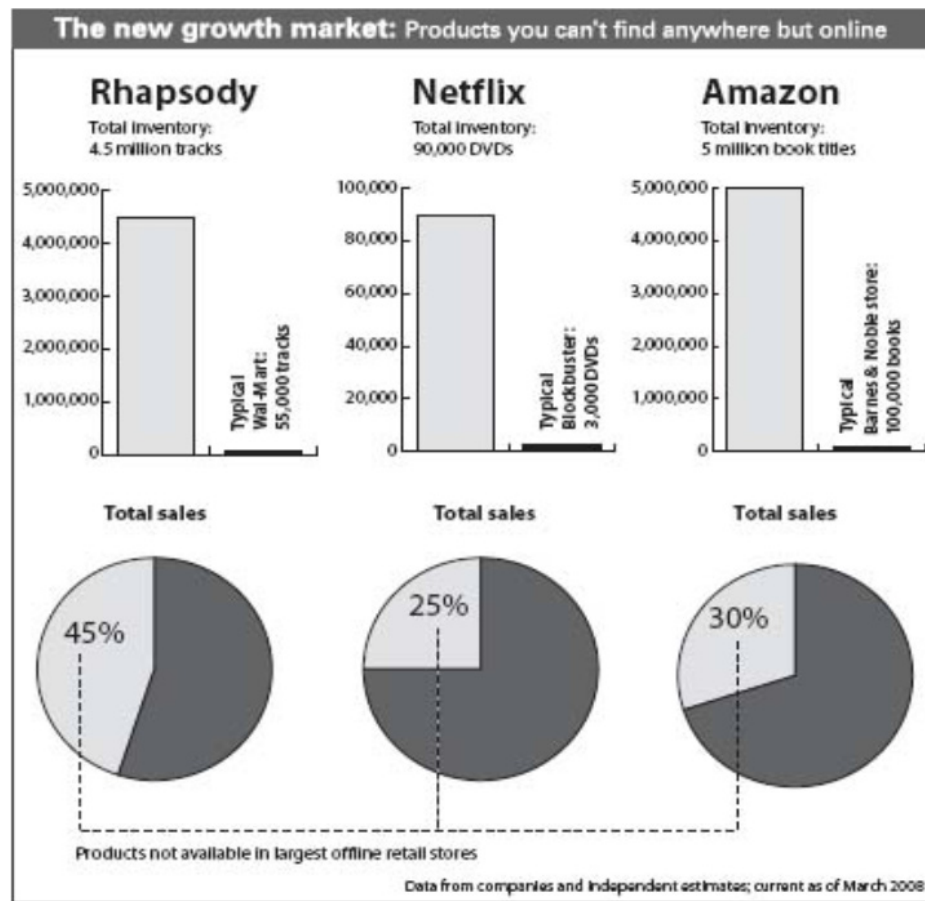 The new growth market: Products you can't find anywhere but online
Rhapsody
Total inventory:
4.5 million tracks
5,000,000
4,000,000
3,000,000
2,000,000
1,000,000
0
Typical
Wal-Mart:
55,000 tracks
Netflix
Total inventory:
90,000 DVDs
100,000
80,000
60,000
40,000
20,000
0
Typical
Blockbuster:
3,000 DVDs
Amazon
Total inventory:
5 million book titles
5,000,000
4,000,000
3,000,000
2,000,000
1,000,000
0
Typical
Barnes & Noble store:
100,000 books
Total sales
45%
Total sales
25%
Total sales
30%
Products not available in largest offline retail stores
Data from companies and independent estimates; current as of March 2008